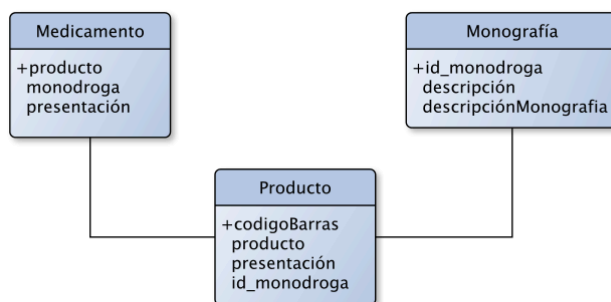 Medicamento
+producto
monodroga
presentación
Monografía
+id_monodroga
descripción
descripciónMonografia
Producto
+codigoBarras
producto
presentación
id_monodroga